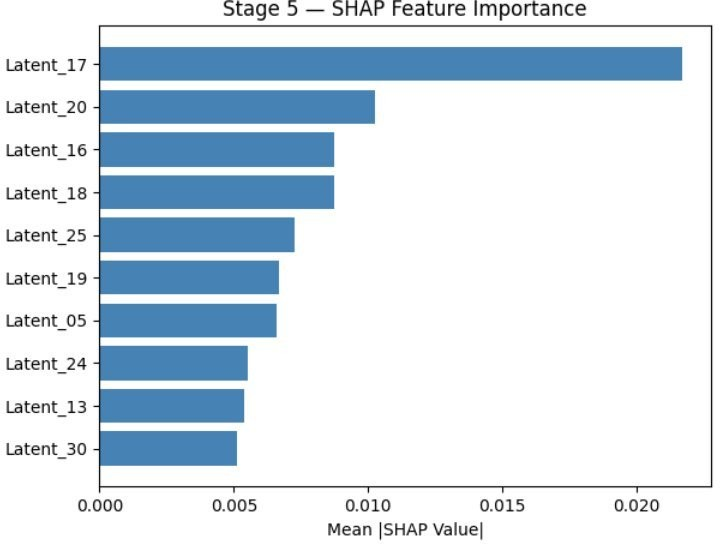 Stage 5 — SHAP Feature Importance
Latent_17
Latent_20
Latent_16
Latent_18
Latent_25
Latent_19
Latent_05
Latent_24
Latent_13
Latent_30
0.000 0.005 0.010 0.015 0.020
Mean |SHAP Value|